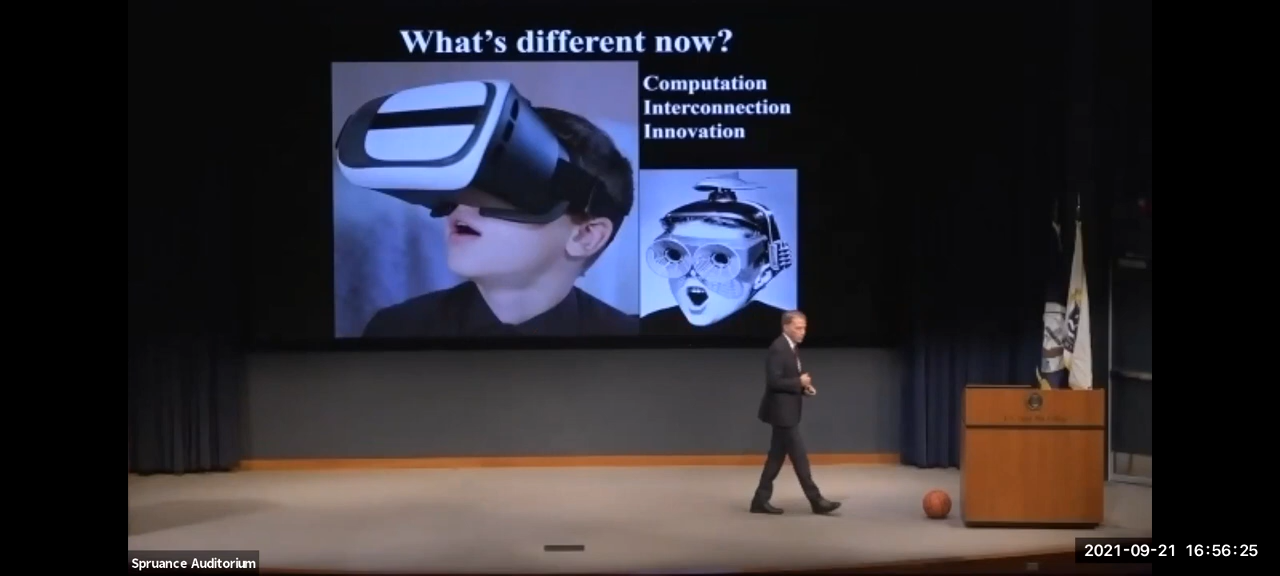 What's different now?
Computation
Interconnection
Innovation
Spruance Auditorium
2021-09-21 16:56:25